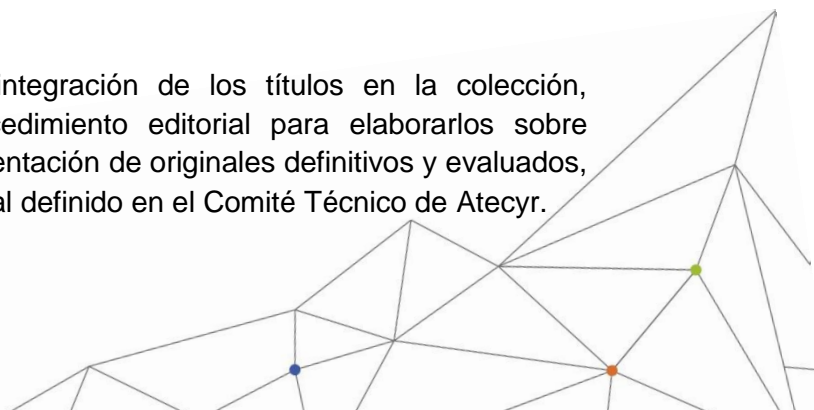 integración de los títulos en la colección,
cedimiento editorial para elaborarlos sobre
entación de originales definitivos y evaluados,
al definido en el Comité Técnico de Atecyr.